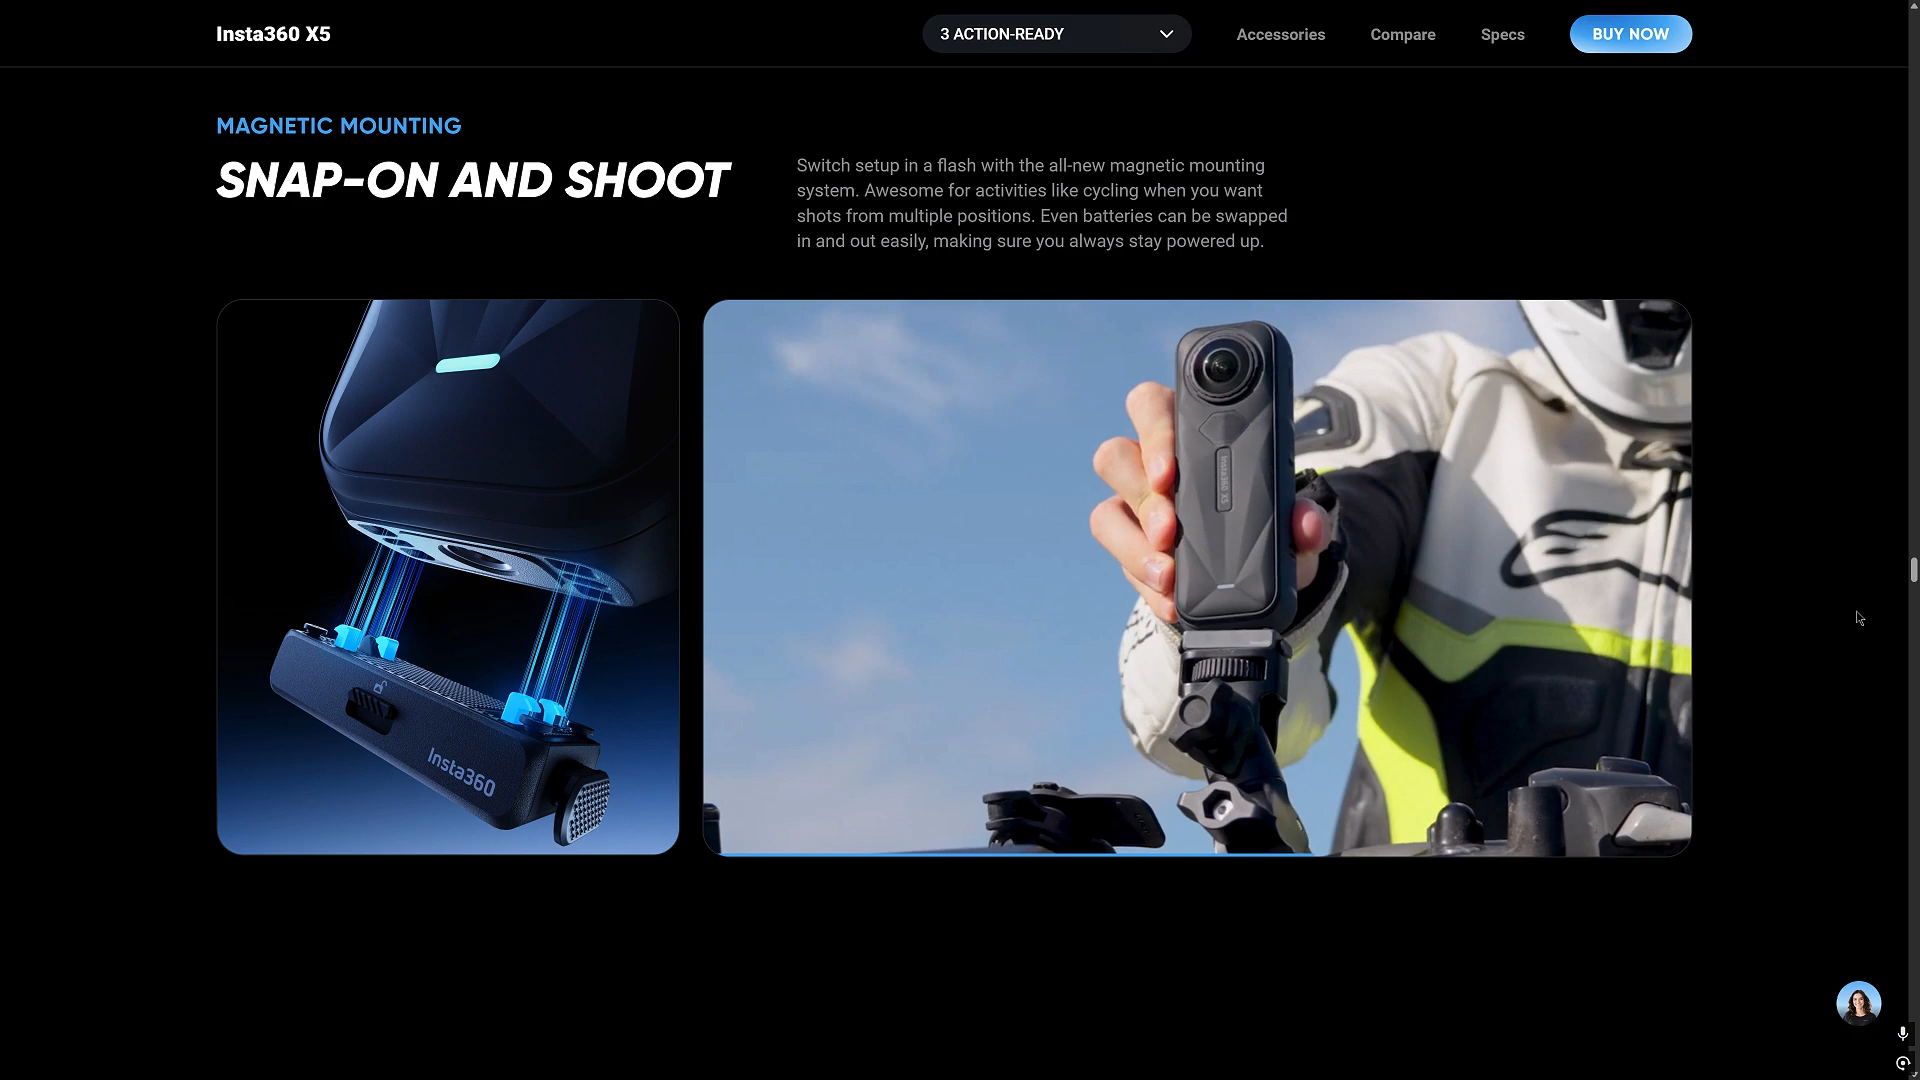 Insta360 X5
3 ACTION-READY
Accessories
Compare
Specs
BUY NOW
MAGNETIC MOUNTING
SNAP-ON AND SHOOT
Switch setup in a flash with the all-new magnetic mounting
system. Awesome for activities like cycling when you want
shots from multiple positions. Even batteries can be swapped
in and out easily, making sure you always stay powered up.
Insta360
Insta360 X5